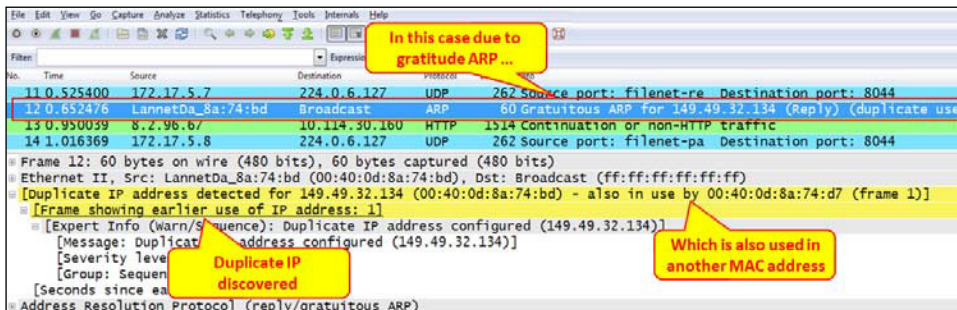 File Edit View Go Capture Analyze Statistics Telephony Tools Internals Help
In this case due to
gratitude ARP ...
Filter: Expression
No. Time Source Destination Protocol
11 0.525400 172.17.5.7 224.0.6.127 UDP 262 Source port: filenet-re Destination port: 8044
12 0.652476 LannetDa_8a:74:bd Broadcast ARP 60 Gratuitous ARP for 149.49.32.134 (Reply) (duplicate use
13 0.950039 8.2.96.67 10.114.30.160 HTTP 1514 Continuation or non-HTTP traffic
14 1.016369 172.17.5.8 224.0.6.127 UDP 262 Source port: filenet-pa Destination port: 8044
Frame 12: 60 bytes on wire (480 bits), 60 bytes captured (480 bits)
Ethernet II, Src: LannetDa_8a:74:bd (00:40:0d:8a:74:bd), Dst: Broadcast (ff:ff:ff:ff:ff:ff)
[Duplicate IP address detected for 149.49.32.134 (00:40:0d:8a:74:bd) - also in use by 00:40:0d:8a:74:d7 (frame 1)]
[Frame showing earlier use of IP address: 1]
[Expert Info (Warn/Sequence): Duplicate IP address configured (149.49.32.134)]
[Message: Duplicat address configured (149.49.32.134)]
[Severity leve
[Group: Sequen
[Seconds since ea
Address Resolution Protocol (reply/gratuitous ARP)
Duplicate IP
discovered
Which is also used in
another MAC address